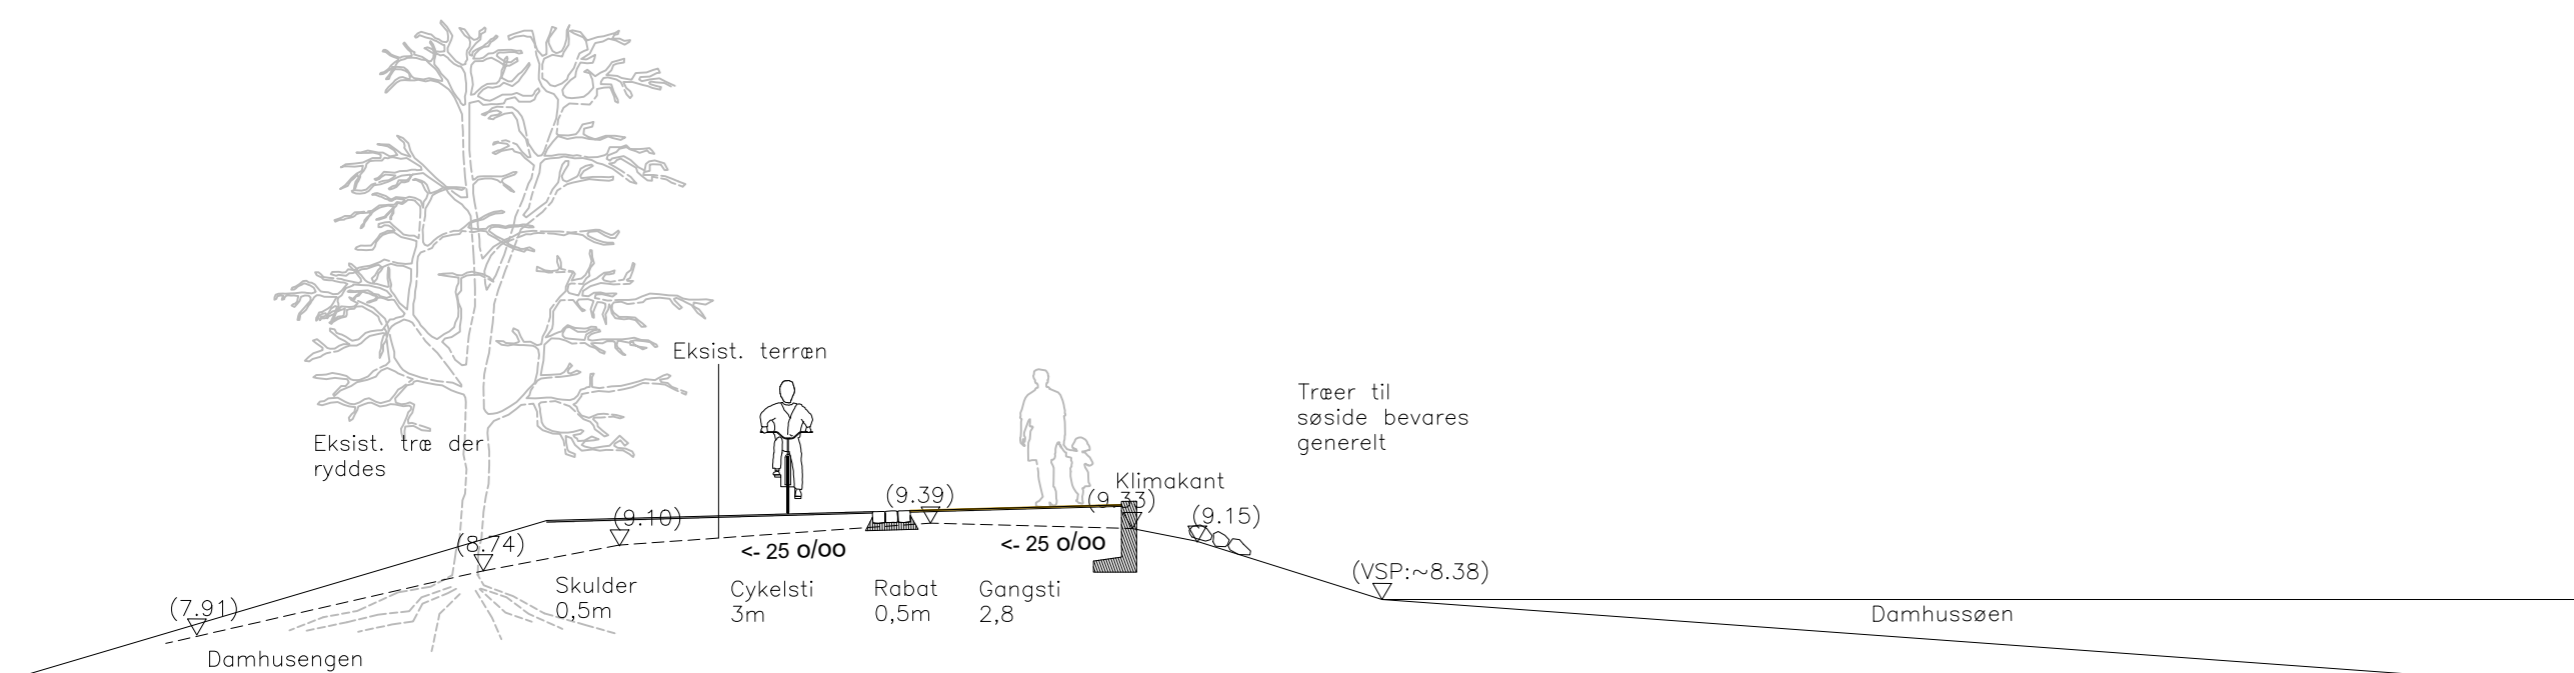 Eksist. terræn
Træer til
søside bevares
generelt
Eksist. træ der
ryddes
Klimakant
(9.39)
(9.33)
(9.10)
(9.15)
(8.74)
<- 25 o/oo
<- 25 o/oo
(VSP:~8.38)
Skulder
0,5m
Cykelsti
3m
Rabat
0,5m
Gangsti
2,8
(7.91)
Damhussøen
Damhusengen